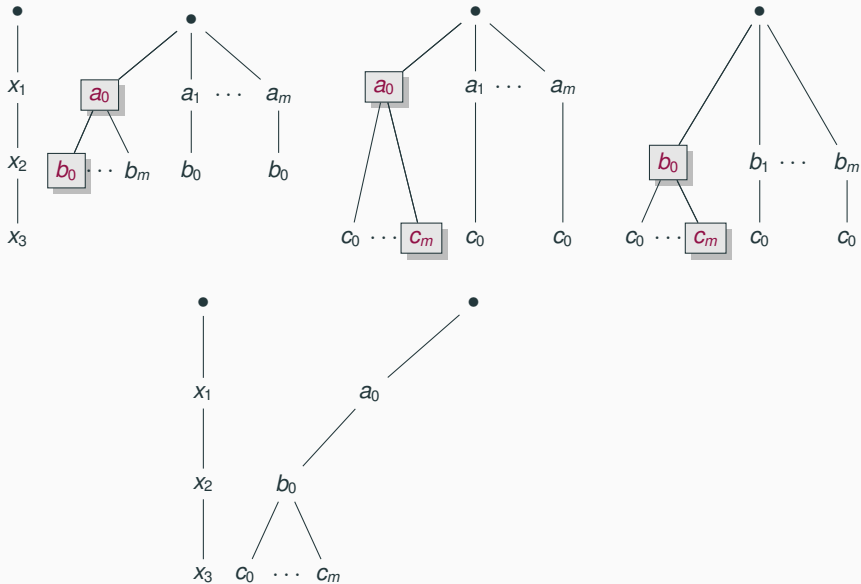 x₁ a₀ a₁ ⋯ aₘ a₀ a₁ ⋯ aₘ
x₂ b₀ ⋯ bₘ b₀ b₀ b₀ b₁ ⋯ bₘ
x₃ c₀ ⋯ cₘ c₀ c₀ c₀ ⋯ cₘ c₀ c₀
x₁ a₀
x₂ b₀
x₃ c₀ ⋯ cₘ